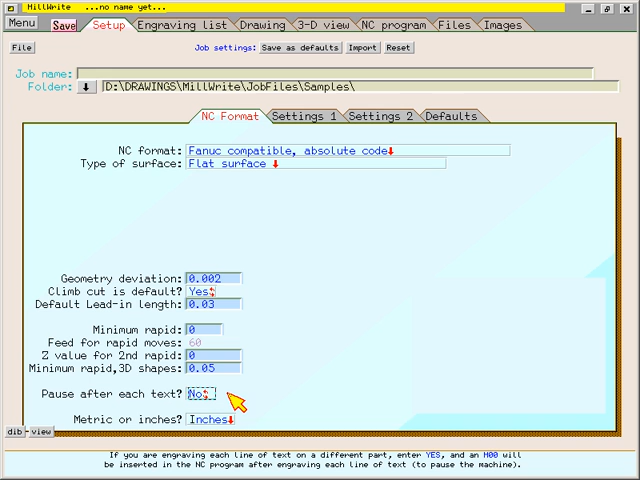 MillWrite ...no name yet...
Menu Save Setup Engraving list Drawing 3-D view NC program Files Images
File Job settings: Save as defaults Import Reset
Job name:
Folder: D:\DRAWINGS\MillWrite\JobFiles\Samples\
NC Format Settings 1 Settings 2 Defaults
NC format: Fanuc compatible, absolute code
Type of surface: Flat surface
Geometry deviation: 0.002
Climb cut is default? Yes
Default Lead-in length: 0.03
Minimum rapid: 0
Feed for rapid moves: 60
Z value for 2nd rapid: 0
Minimum rapid,3D shapes: 0.05
Pause after each text? No
Metric or inches? Inches
dib-view
If you are engraving each line of text on a different part, enter YES, and an M00 will
be inserted in the NC program after engraving each line of text (to pause the machine).